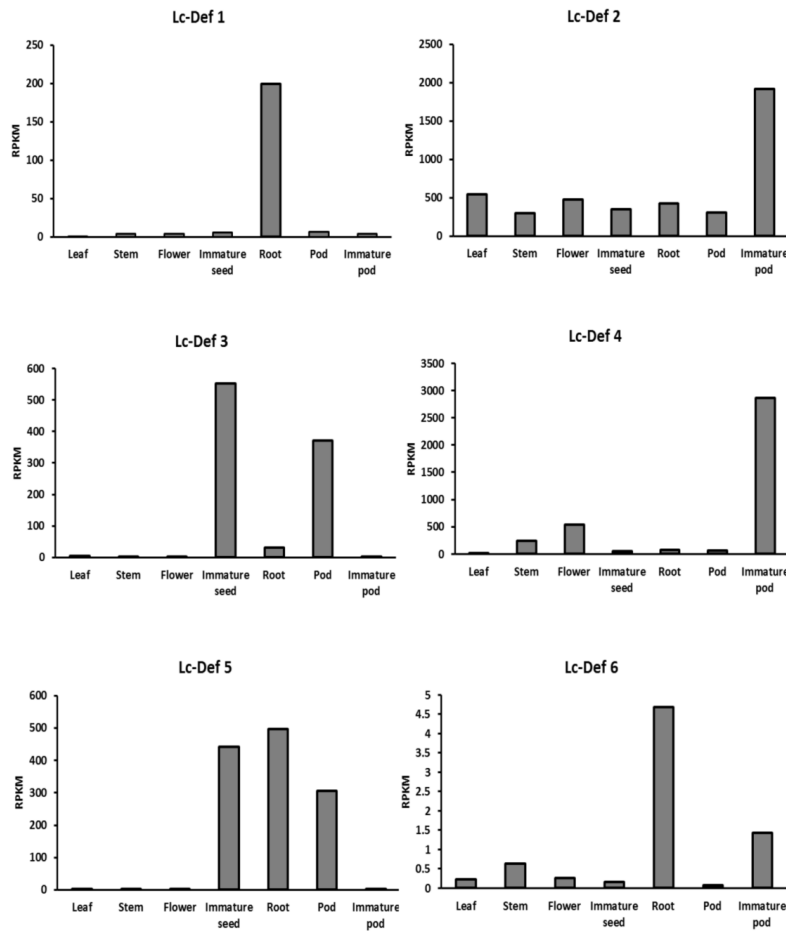 Lc-Def 1
250
200
150
100
50
0
RPKM
Leaf Stem Flower Immature Root Pod Immature
seed pod
Lc-Def 2
2500
2000
1500
1000
500
0
RPKM
Leaf Stem Flower Immature Root Pod Immature
seed pod
Lc-Def 3
600
500
400
300
200
100
0
RPKM
Leaf Stem Flower Immature Root Pod Immature
seed pod
Lc-Def 4
3500
3000
2500
2000
1500
1000
500
0
RPKM
Leaf Stem Flower Immature Root Pod Immature
seed pod
Lc-Def 5
600
500
400
300
200
100
0
RPKM
Leaf Stem Flower Immature Root Pod Immature
seed pod
Lc-Def 6
5
4.5
4
3.5
3
2.5
2
1.5
1
0.5
0
RPKM
Leaf Stem Flower Immature Root Pod Immature
seed pod